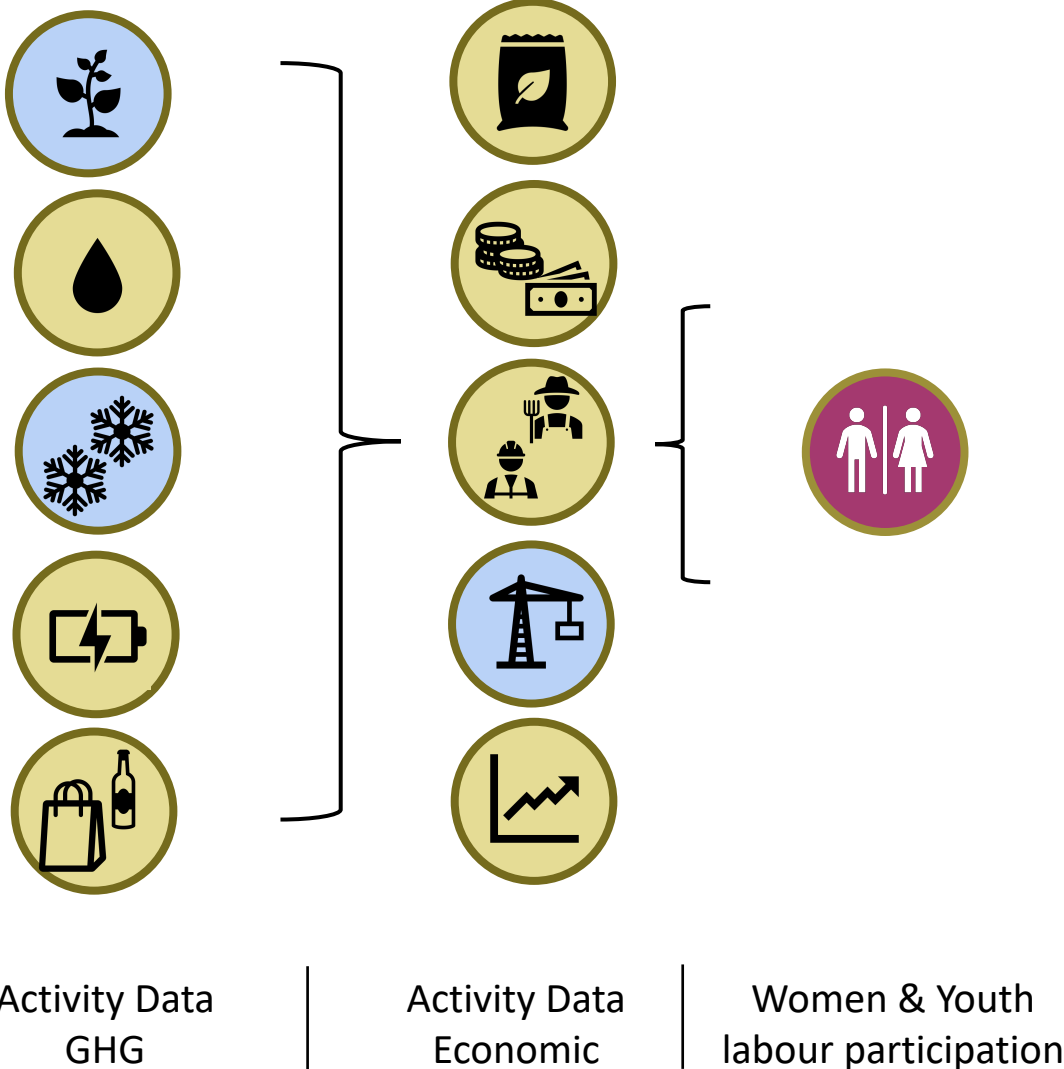 Activity Data
GHG
Activity Data
Economic
Women & Youth
labour participation